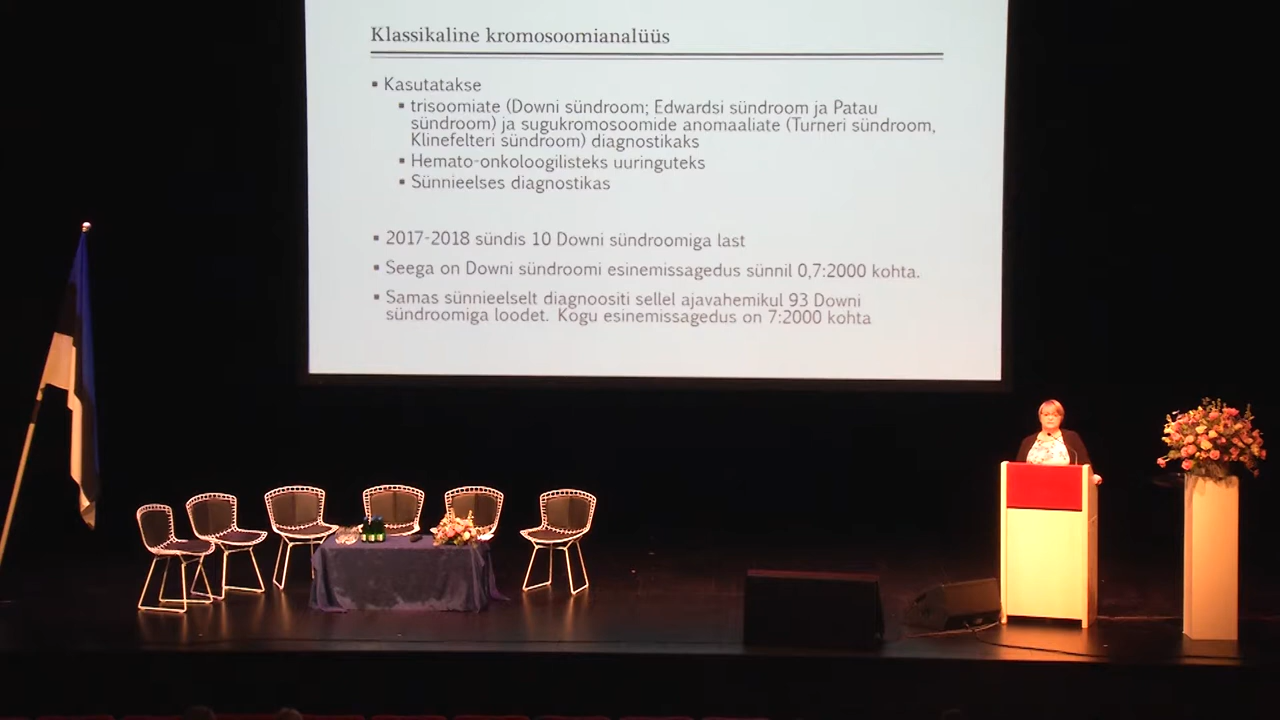 Klassikaline kromosoomianalüüs
▪ Kasutatakse
▪ trisoomiate (Downi sündroom; Edwardsi sündroom ja Patau
sündroom) ja sugukromosoomide anomaaliate (Turneri sündroom,
Klinefelteri sündroom) diagnostikaks
▪ Hemato-onkoloogilisteks uuringuteks
▪ Sünnieelses diagnostikas
▪ 2017-2018 sündis 10 Downi sündroomiga last
▪ Seega on Downi sündroomi esinemissagedus sünnil 0,7:2000 kohta.
▪ Samas sünnieelselt diagnoositi sellel ajavahemikul 93 Downi
sündroomiga loodet. Kogu esinemissagedus on 7:2000 kohta